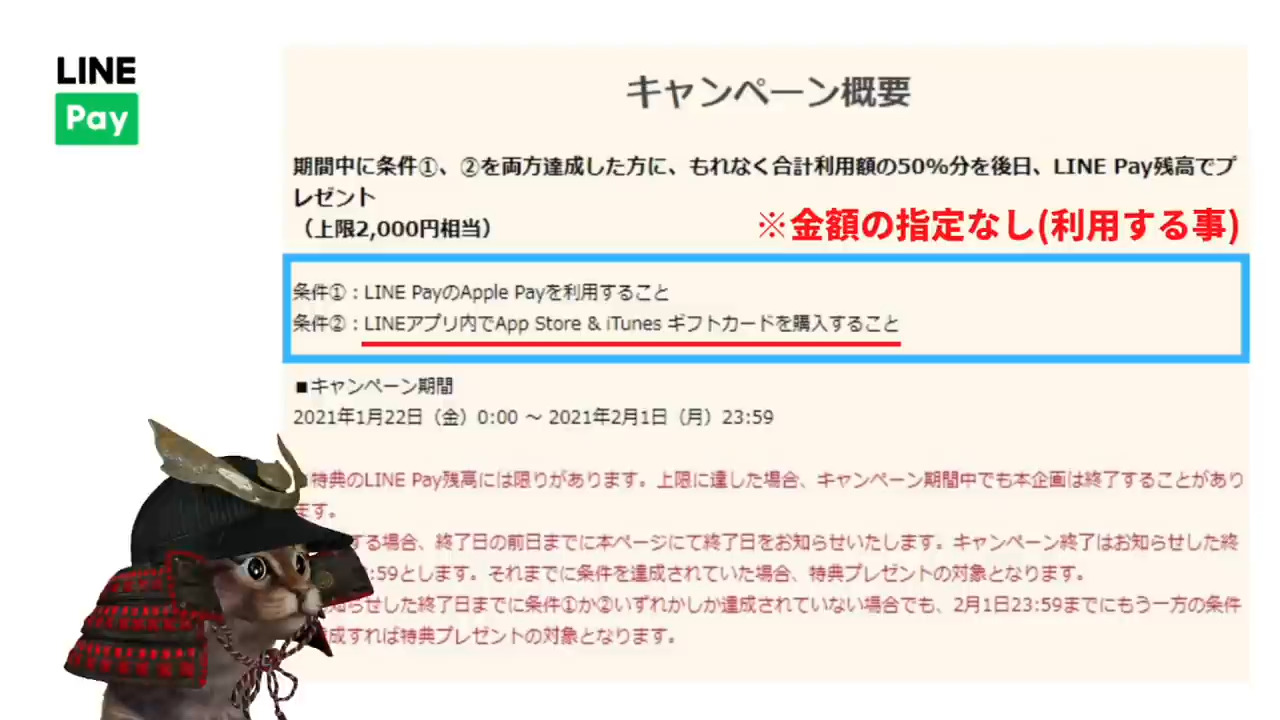 LINE
Pay
キャンペーン概要
期間中に条件①、②を両方達成した方に、もれなく合計利用額の50%分を後日、LINE Pay残高でプ
レゼント
（上限2,000円相当）
※金額の指定なし(利用する事)
条件①：LINE PayのApple Payを利用すること
条件②：LINEアプリ内でApp Store & iTunes ギフトカードを購入すること
■キャンペーン期間
2021年1月22日（金）0:00 ～ 2021年2月1日（月）23:59
特典のLINE Pay残高には限りがあります。上限に達した場合、キャンペーン期間中でも本企画は終了することがあり
ます。
する場合、終了日の前日までに本ページにて終了日をお知らせいたします。キャンペーン終了はお知らせした終
:59とします。それまでに条件を達成されていた場合、特典プレゼントの対象となります。
知らせした終了日までに条件①か②いずれかしか達成されていない場合でも、2月1日23:59までにもう一方の条件
成すれば特典プレゼントの対象となります。